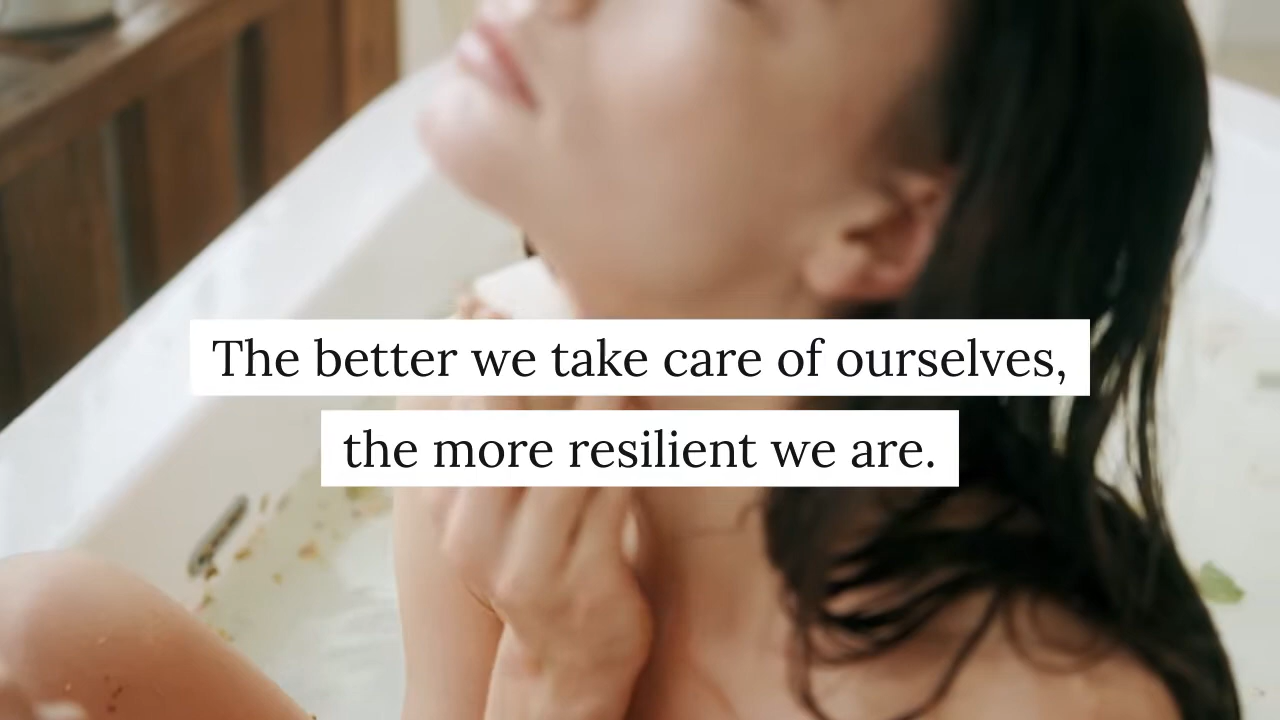 The better we take care of ourselves,
the more resilient we are.